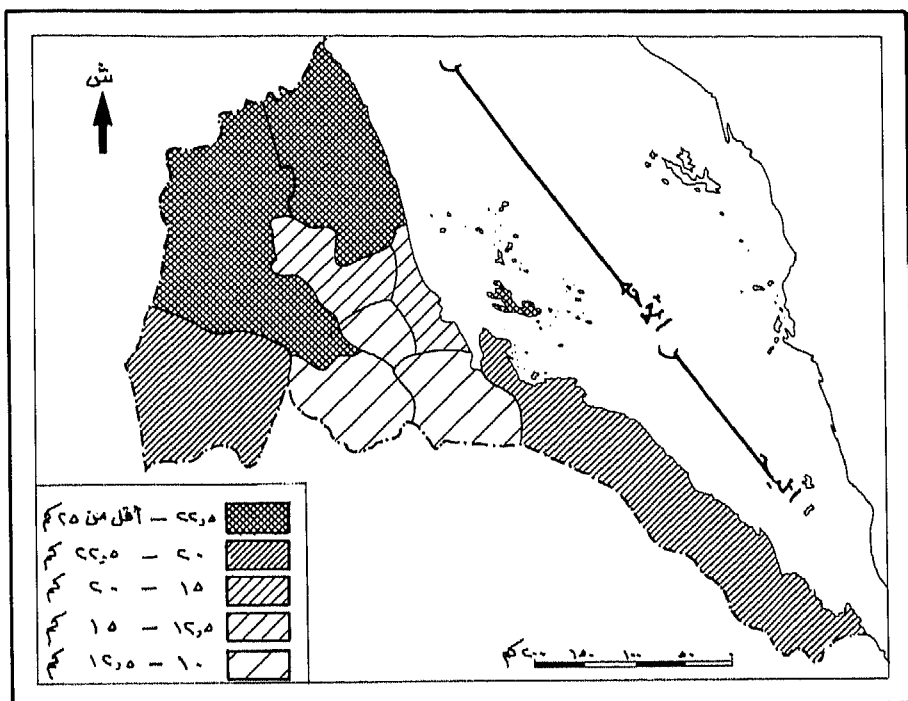 ش
البحر
الأحمر
٢٢,٥ — أقل من ٢٥ كم
٢٠ — ٢٢,٥ كم
١٥ — ٢٠ كم
١٢,٥ — ١٥ كم
١٠ — ١٢,٥ كم
٠ ٥٠ ١٠٠ ١٥٠ ٢٠٠ كم